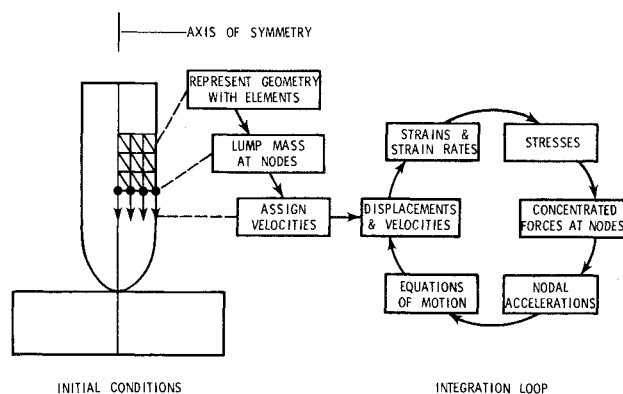 AXIS OF SYMMETRY
REPRESENT GEOMETRY
WITH ELEMENTS
LUMP MASS
AT NODES
ASSIGN
VELOCITIES
DISPLACEMENTS
& VELOCITIES
STRAINS &
STRAIN RATES
STRESSES
CONCENTRATED
FORCES AT NODES
NODAL
ACCELERATIONS
EQUATIONS
OF MOTION
INITIAL CONDITIONS
INTEGRATION LOOP